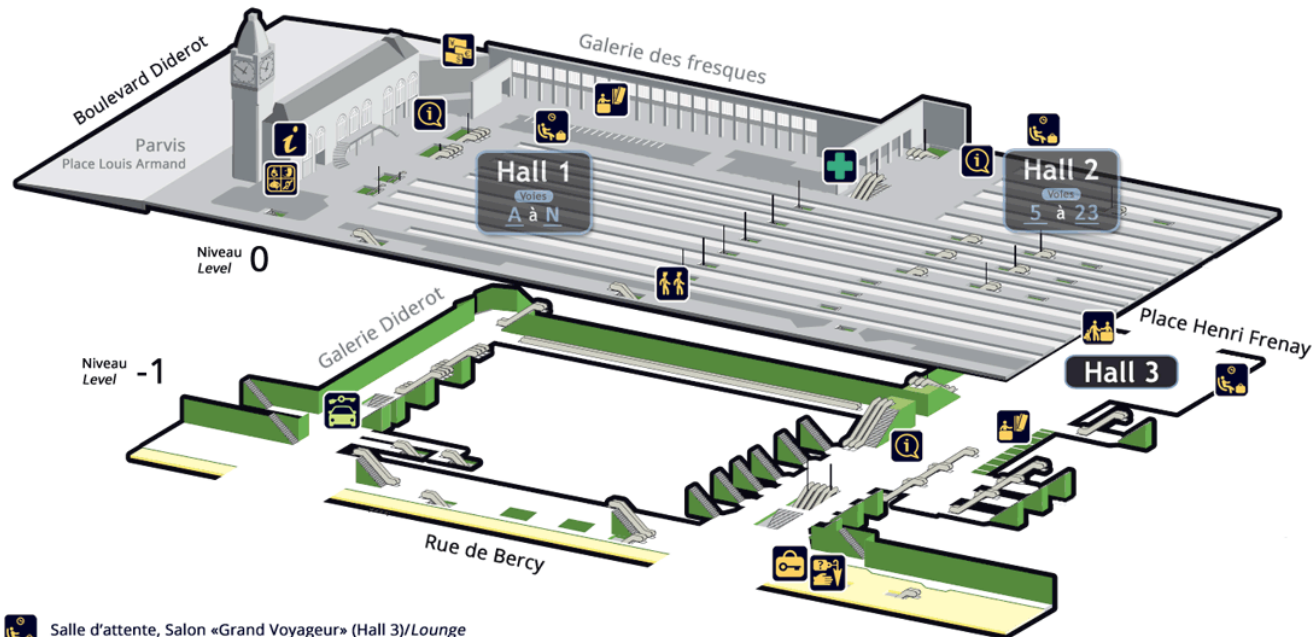 Boulevard Diderot
Galerie des fresques
Parvis
Place Louis Armand
Hall 1
Voies
A à N
Hall 2
Voies
5 à 23
Niveau
Level 0
Place Henri Frenay
Galerie Diderot
Niveau
Level -1
Hall 3
Rue de Bercy
Salle d'attente, Salon «Grand Voyageur» (Hall 3)/Lounge